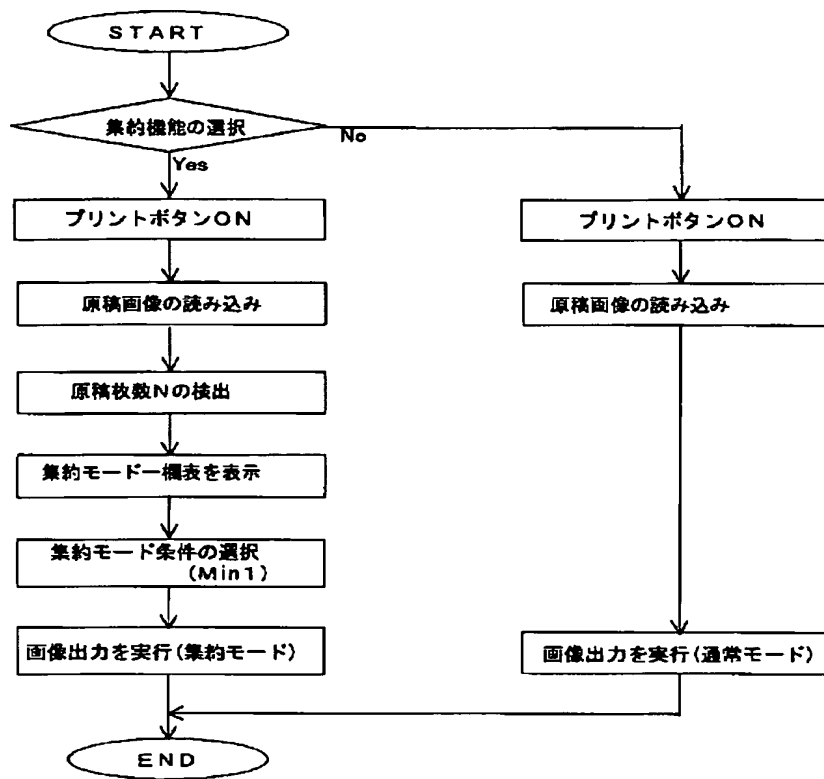 START
集約機能の選択
No
Yes
プリントボタンON
プリントボタンON
原稿画像の読み込み
原稿画像の読み込み
原稿枚数Nの検出
集約モード一欄表を表示
集約モード条件の選択
(Min1)
画像出力を実行(集約モード)
画像出力を実行(通常モード)
END